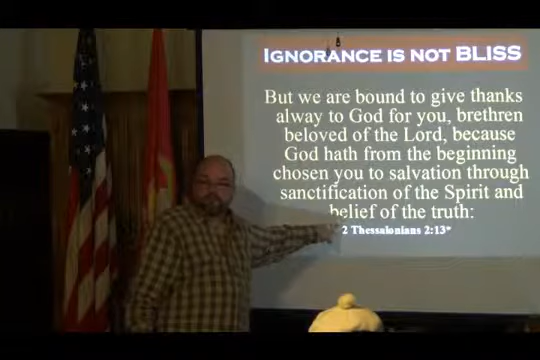 IGNORANCE IS NOT BLISS
But we are bound to give thanks
alway to God for you, brethren
beloved of the Lord, because
God hath from the beginning
chosen you to salvation through
sanctification of the Spirit and
belief of the truth:
2 Thessalonians 2:13*